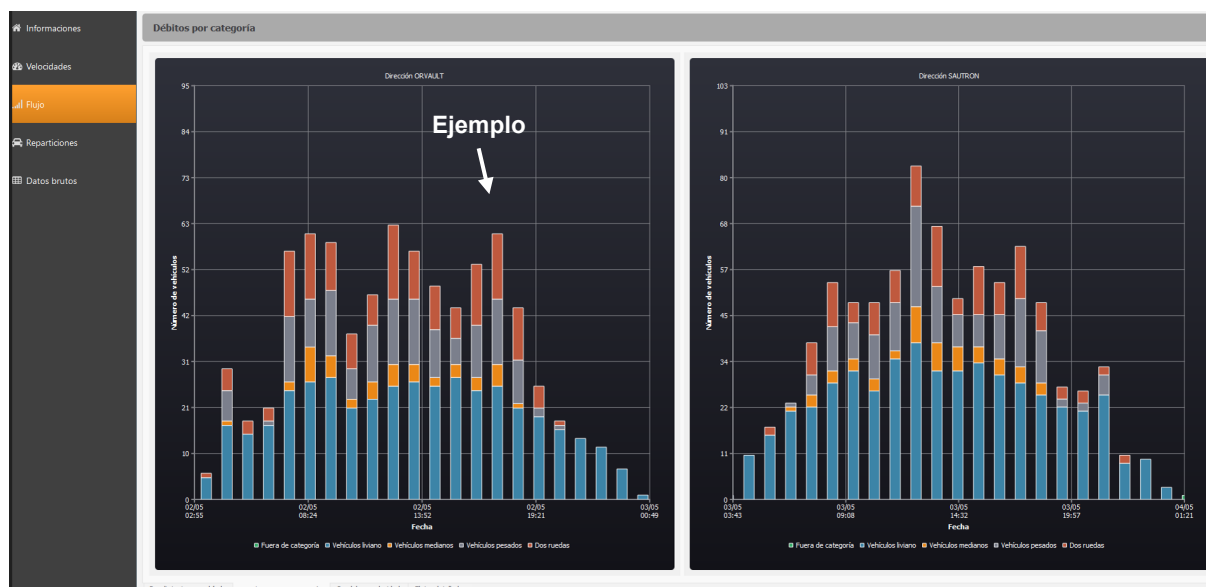 Informaciones
Velocidades
Flujo
Reparticiones
Datos brutos
Débitos por categoría
Dirección ORVAULT
Ejemplo
Número de vehículos
95
84
73
63
52
42
31
21
10
0
02/05 02/05 02/05 02/05 03/05
02:55 08:24 13:52 19:21 00:49
Fecha
Fuera de categoría Vehículos liviano Vehículos medianos Vehículos pesados Dos ruedas
Dirección SAUTRON
Número de vehículos
103
91
80
68
57
45
34
22
11
0
03/05 03/05 03/05 03/05 04/05
03:43 09:08 14:32 19:57 01:21
Fecha
Fuera de categoría Vehículos liviano Vehículos medianos Vehículos pesados Dos ruedas